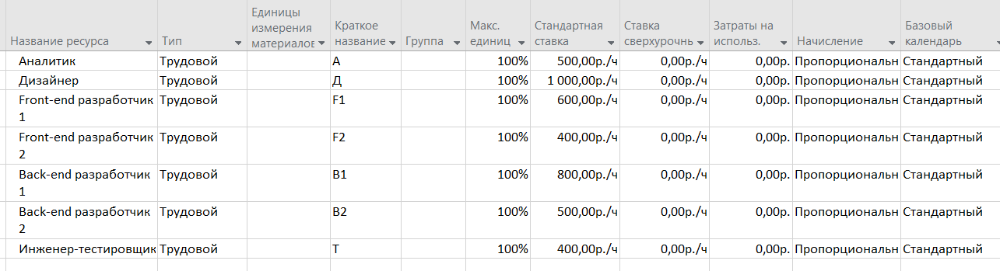 Название ресурса Тип Единицы измерения материалов Краткое название Группа Макс. единиц Стандартная ставка Ставка сверхурочнь Затраты на использ. Начисление Базовый календарь
Аналитик Трудовой А 100% 500,00р./ч 0,00р./ч 0,00р. Пропорциональн Стандартный
Дизайнер Трудовой Д 100% 1 000,00р./ч 0,00р./ч 0,00р. Пропорциональн Стандартный
Front-end разработчик 1 Трудовой F1 100% 600,00р./ч 0,00р./ч 0,00р. Пропорциональн Стандартный
Front-end разработчик 2 Трудовой F2 100% 400,00р./ч 0,00р./ч 0,00р. Пропорциональн Стандартный
Back-end разработчик 1 Трудовой B1 100% 800,00р./ч 0,00р./ч 0,00р. Пропорциональн Стандартный
Back-end разработчик 2 Трудовой B2 100% 500,00р./ч 0,00р./ч 0,00р. Пропорциональн Стандартный
Инженер-тестировщик Трудовой Т 100% 400,00р./ч 0,00р./ч 0,00р. Пропорциональн Стандартный